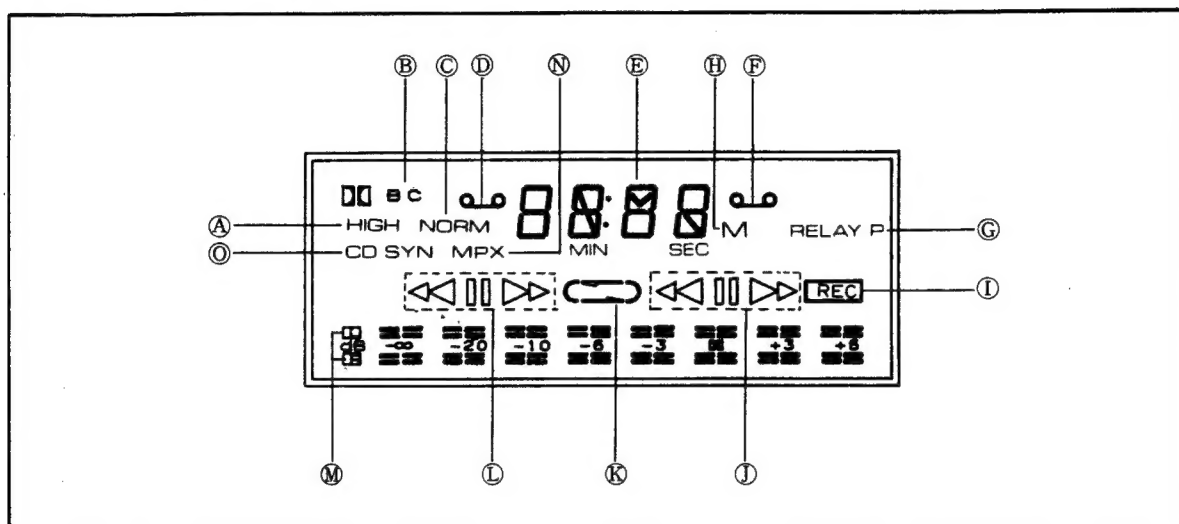 Ⓑ Ⓒ Ⓓ Ⓝ Ⓔ Ⓗ Ⓕ
B C
Ⓐ HIGH NORM M RELAY P Ⓖ
Ⓞ CD SYN MPX MIN SEC
REC Ⓘ
dB -∞ -20 -10 -6 -3 +3 +6
Ⓜ Ⓛ Ⓚ Ⓙ